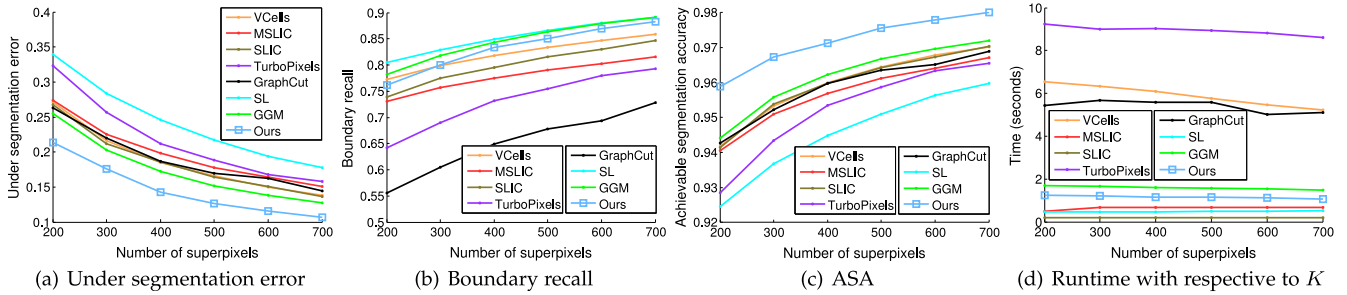 Under segmentation error
0.4
0.35
0.3
0.25
0.2
0.15
0.1
200 300 400 500 600 700
Number of superpixels
VCells
MSLIC
SLIC
TurboPixels
GraphCut
SL
GGM
Ours
(a) Under segmentation error
Boundary recall
0.9
0.85
0.8
0.75
0.7
0.65
0.6
0.55
0.5
200 300 400 500 600 700
Number of superpixels
VCells
MSLIC
SLIC
TurboPixels
GraphCut
SL
GGM
Ours
(b) Boundary recall
Achievable segmentation accuracy
0.98
0.97
0.96
0.95
0.94
0.93
0.92
200 300 400 500 600 700
Number of superpixels
VCells
MSLIC
SLIC
TurboPixels
GraphCut
SL
GGM
Ours
(c) ASA
Time (seconds)
10
8
6
4
2
0
200 300 400 500 600 700
Number of superpixels
VCells
MSLIC
SLIC
TurboPixels
GraphCut
SL
GGM
Ours
(d) Runtime with respective to K